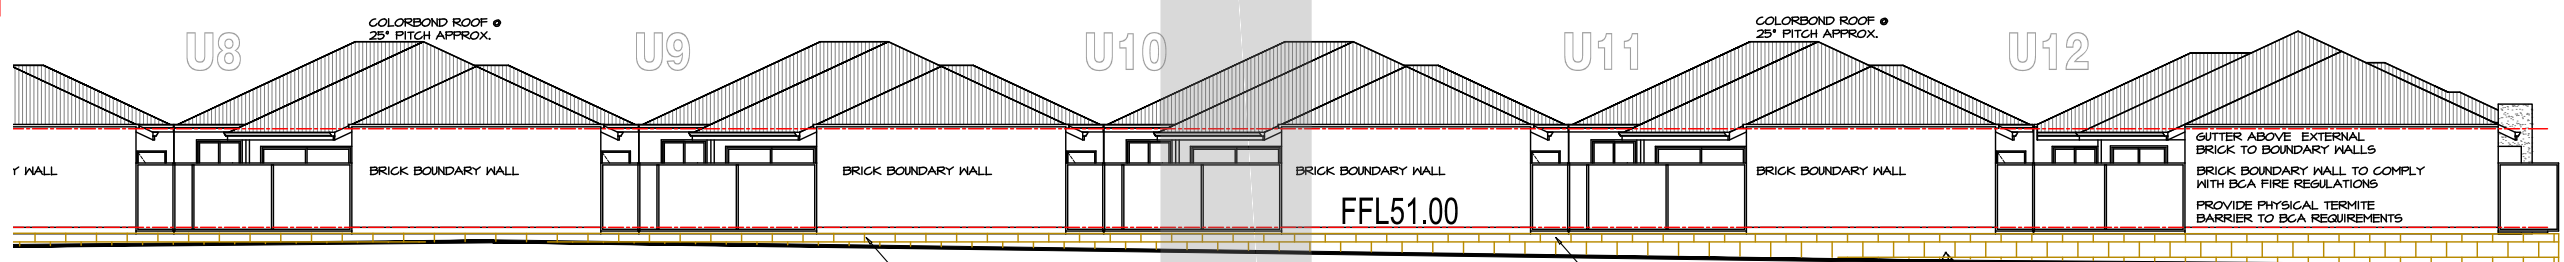 COLORBOND ROOF @
25° PITCH APPROX.
COLORBOND ROOF @
25° PITCH APPROX.
U8
U9
U10
U11
U12
GUTTER ABOVE EXTERNAL
BRICK TO BOUNDARY WALLS
Y WALL
BRICK BOUNDARY WALL
BRICK BOUNDARY WALL
BRICK BOUNDARY WALL
BRICK BOUNDARY WALL
BRICK BOUNDARY WALL TO COMPLY
WITH BCA FIRE REGULATIONS
PROVIDE PHYSICAL TERMITE
BARRIER TO BCA REQUIREMENTS
FFL51.00